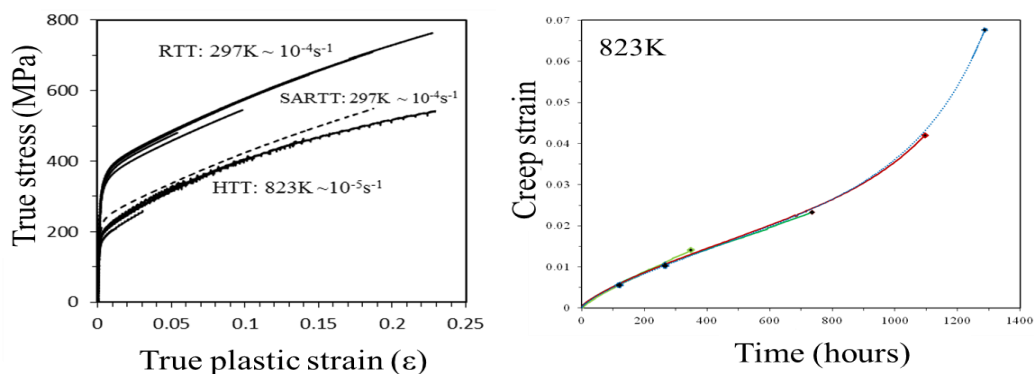 800
600
400
200
0
True stress (MPa)
RTT: 297K ~ 10⁻⁴s⁻¹
SARTT: 297K ~ 10⁻⁴s⁻¹
HTT: 823K ~10⁻⁵s⁻¹
0 0.05 0.1 0.15 0.2 0.25
True plastic strain (ε)
0.07
0.06
0.05
0.04
0.03
0.02
0.01
0
Creep strain
823K
0 200 400 600 800 1000 1200 1400
Time (hours)